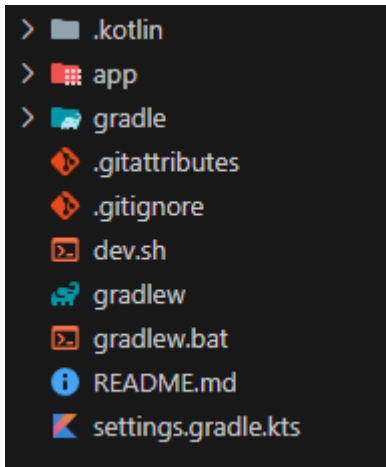 .kotlin
app
gradle
.gitattributes
.gitignore
dev.sh
gradlew
gradlew.bat
README.md
settings.gradle.kts